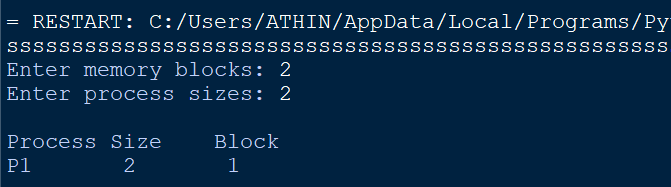 = RESTART: C:/Users/ATHIN/AppData/Local/Programs/Py
sssssssssssssssssssssssssssssssssssssssssssssssssss
Enter memory blocks: 2
Enter process sizes: 2
Process Size    Block
P1       2       1